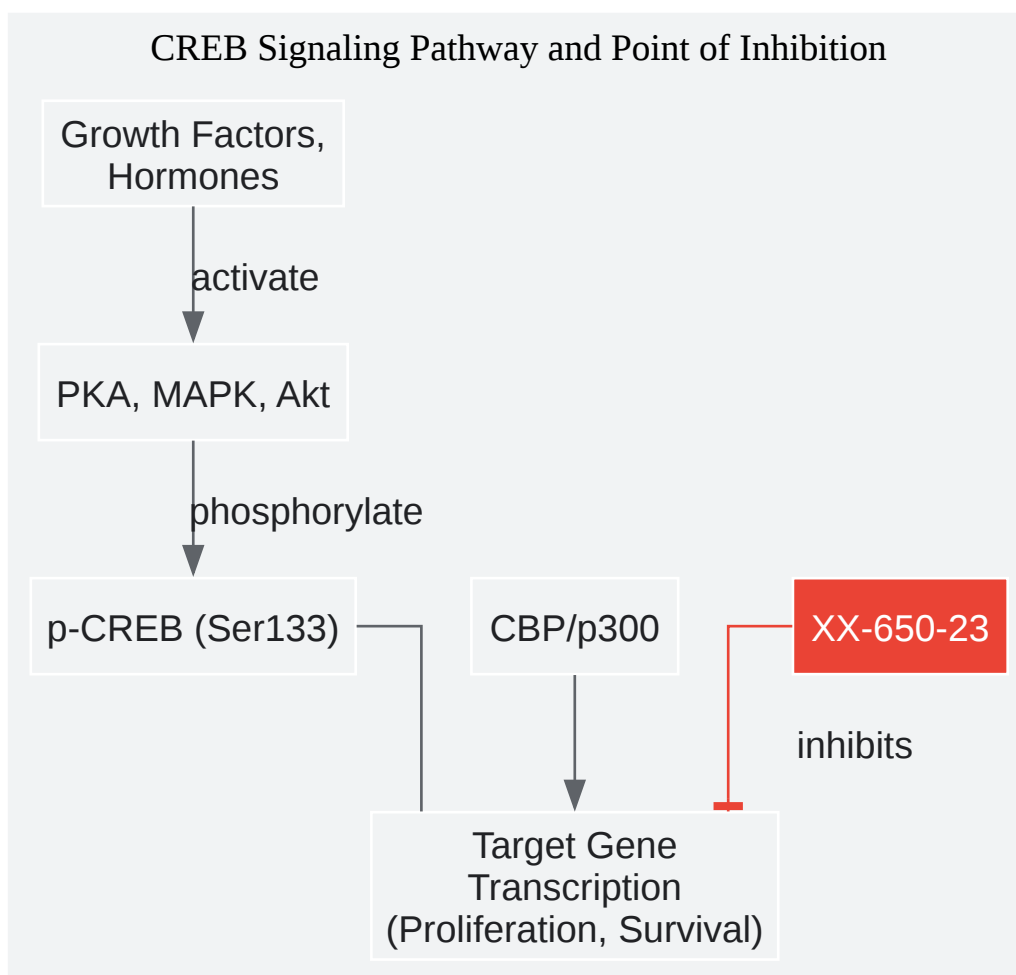 CREB Signaling Pathway and Point of Inhibition
Growth Factors,
Hormones
activate
PKA, MAPK, Akt
phosphorylate
p-CREB (Ser133)
CBP/p300
XX-650-23
inhibits
Target Gene
Transcription
(Proliferation, Survival)